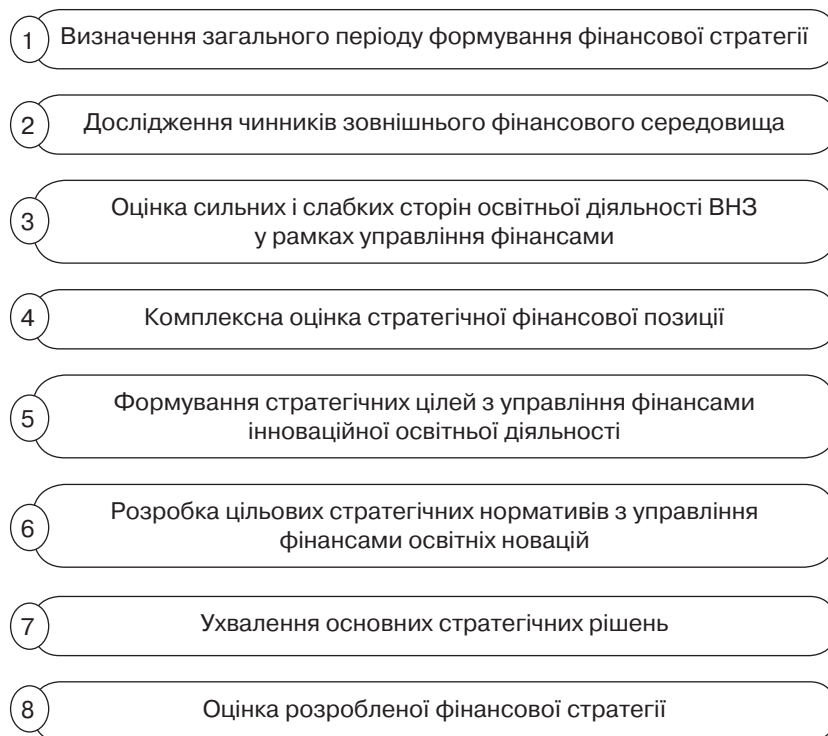 1 Визначення загального періоду формування фінансової стратегії
2 Дослідження чинників зовнішнього фінансового середовища
3 Оцінка сильних і слабких сторін освітньої діяльності ВНЗ
у рамках управління фінансами
4 Комплексна оцінка стратегічної фінансової позиції
5 Формування стратегічних цілей з управління фінансами
інноваційної освітньої діяльності
6 Розробка цільових стратегічних нормативів з управління
фінансами освітніх новацій
7 Ухвалення основних стратегічних рішень
8 Оцінка розробленої фінансової стратегії